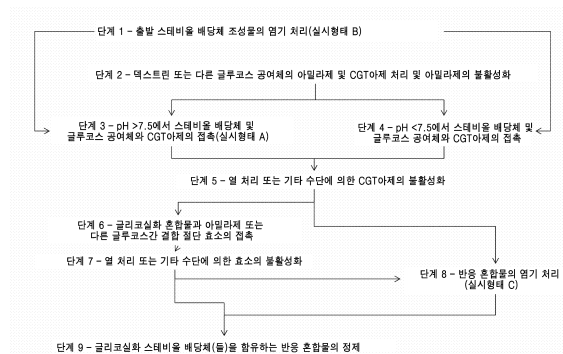 단계 1 – 출발 스테비올 배당체 조성물의 염기 처리(실시형태 B)
단계 2 – 덱스트린 또는 다른 글루코스 공여체의 아밀라제 및 CGT아제 처리 및 아밀라제의 불활성화
단계 3 – pH >7.5에서 스테비올 배당체 및
글루코스 공여체와 CGT아제의 접촉(실시형태 A)
단계 4 – pH <7.5에서 스테비올 배당체 및
글루코스 공여체와 CGT아제의 접촉
단계 5 – 열 처리 또는 기타 수단에 의한 CGT아제의 불활성화
단계 6 – 글리코실화 혼합물과 아밀라제 또는
다른 글루코스간 결합 절단 효소의 접촉
단계 7 – 열 처리 또는 기타 수단에 의한 효소의 불활성화
단계 8 – 반응 혼합물의 염기 처리
(실시형태 C)
단계 9 – 글리코실화 스테비올 배당체(들)을 함유하는 반응 혼합물의 정제